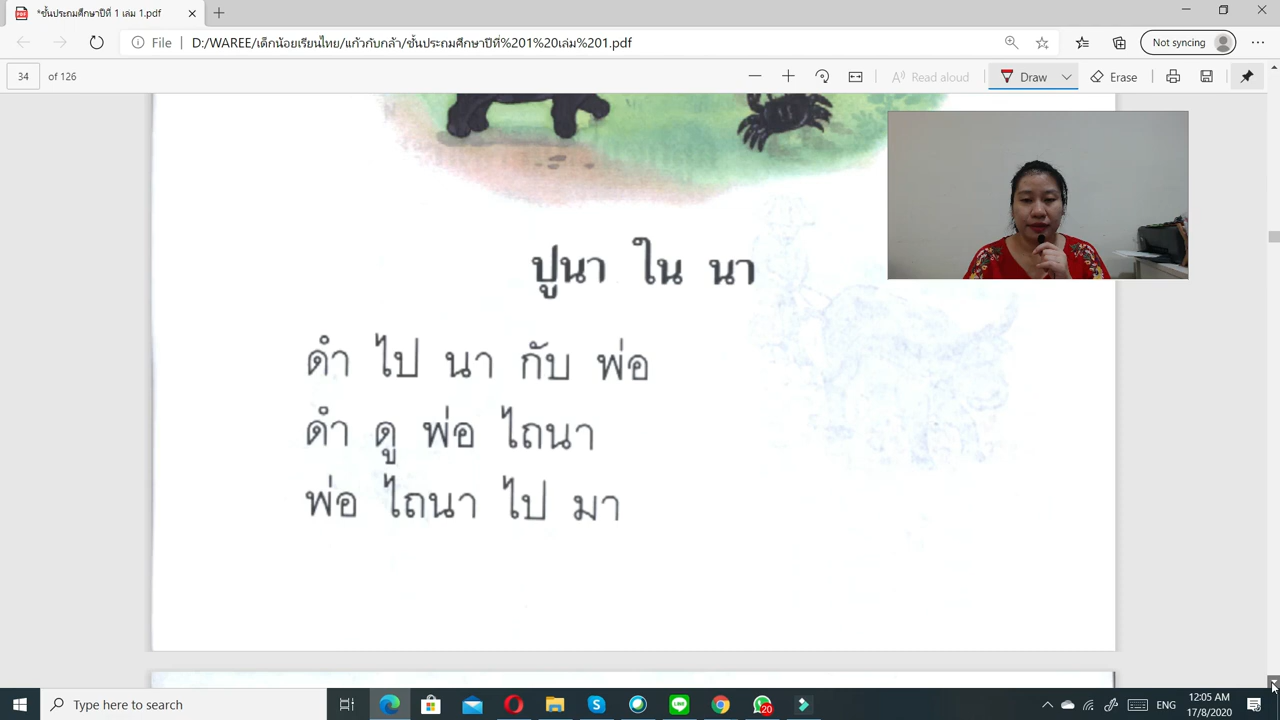 *ชั้นประถมศึกษาปีที่ 1 เล่ม 1.pdf
File D:/WAREE/เด็กน้อยเรียนไทย/แก้วกับกล้า/ชั้นประถมศึกษาปีที่%201%20เล่ม%201.pdf Not syncing
34 of 126 Read aloud Draw Erase
ปูนา ใน นา
ดำ ไป นา กับ พ่อ
ดำ ดู พ่อ ไถนา
พ่อ ไถนา ไป มา
Type here to search LINE 20 ENG 12:05 AM
17/8/2020